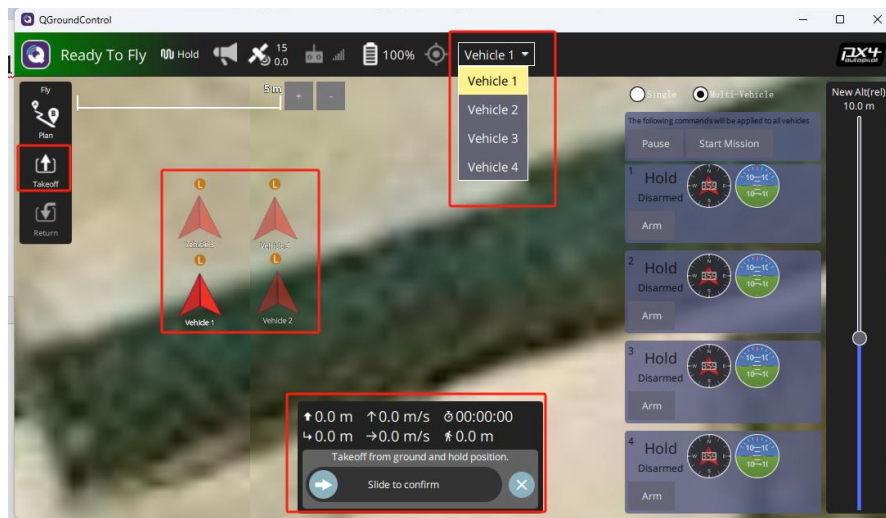 QGroundControl
Ready To Fly
Hold
15
0.0
100%
Vehicle 1
PX4
autopilot
Vehicle 1
Vehicle 2
Vehicle 3
Vehicle 4
Fly
Plan
Takeoff
Return
5 m
+ -
L L
L L
Vehicle 1
Vehicle 2
Single Multi-Vehicle
The following commands will be applied to all vehicles
Pause Start Mission
1 Hold
Disarmed
Arm
2 Hold
Disarmed
Arm
3 Hold
Disarmed
Arm
4 Hold
Disarmed
Arm
New Alt(rel)
10.0 m
0.0 m 0.0 m/s 00:00:00
0.0 m 0.0 m/s 0.0 m
Takeoff from ground and hold position.
Slide to confirm